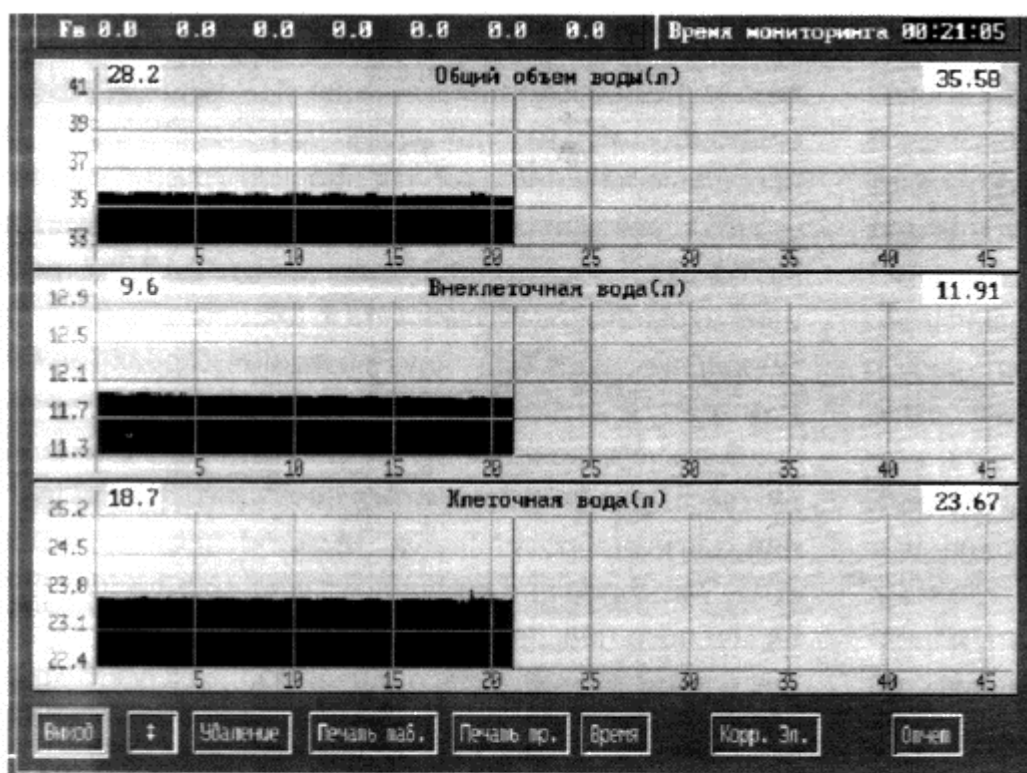 Fв 0.0 0.0 0.0 0.0 0.0 0.0 0.0 Время мониторинга 00:21:05
28.2 Общий объем воды(л) 35.58
41
39
37
35
33
5 10 15 20 25 30 35 40 45
9.6 Внеклеточная вода(л) 11.91
12.9
12.5
12.1
11.7
11.3
5 10 15 20 25 30 35 40 45
18.7 Клеточная вода(л) 23.67
25.2
24.5
23.8
23.1
22.4
5 10 15 20 25 30 35 40 45
Выход ↕ Удаление Печать таб. Печать гр. Время Корр. Эл. Отчет